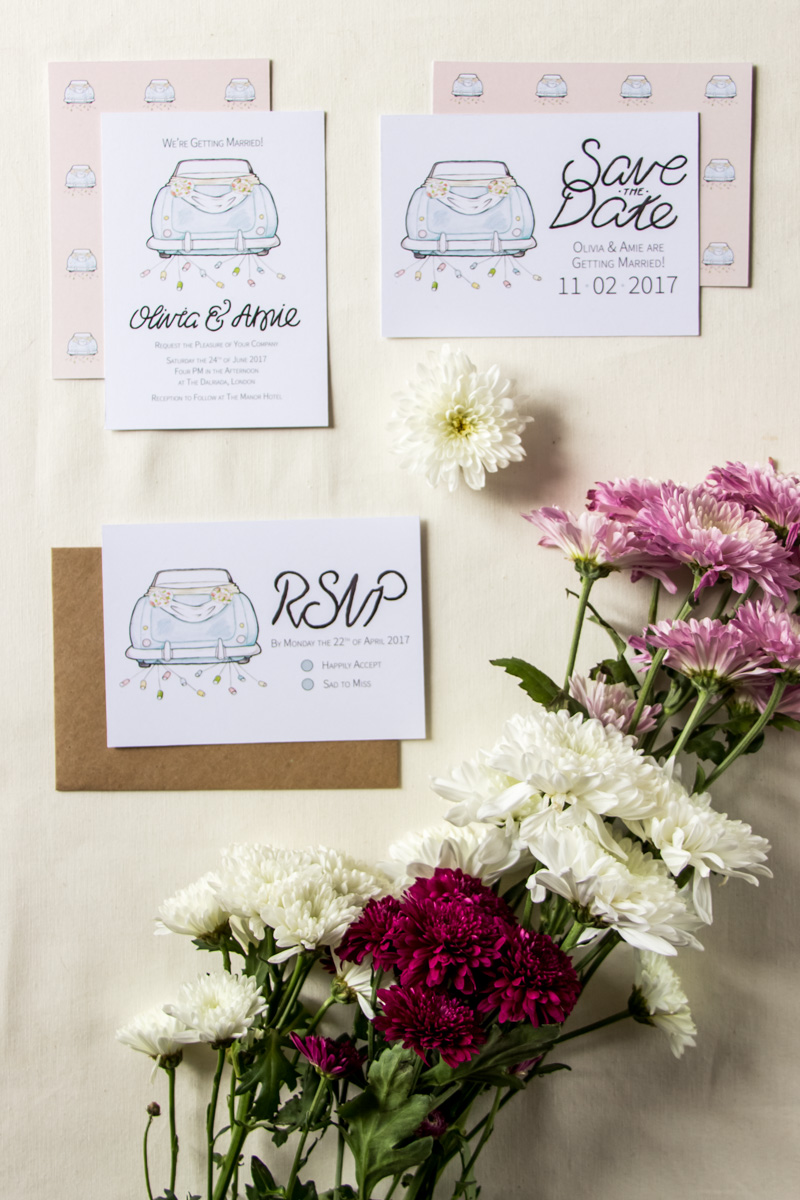 We're Getting Married!
Olivia & Amie
Request the Pleasure of Your Company
Saturday the 24th of June 2017
Four PM in the Afternoon
at The Dalriada, London
Reception to Follow at The Manor Hotel
Save
·THE·
Date
Olivia & Amie are
Getting Married!
11·02·2017
RSVP
By Monday the 22nd of April 2017
Happily Accept
Sad to Miss